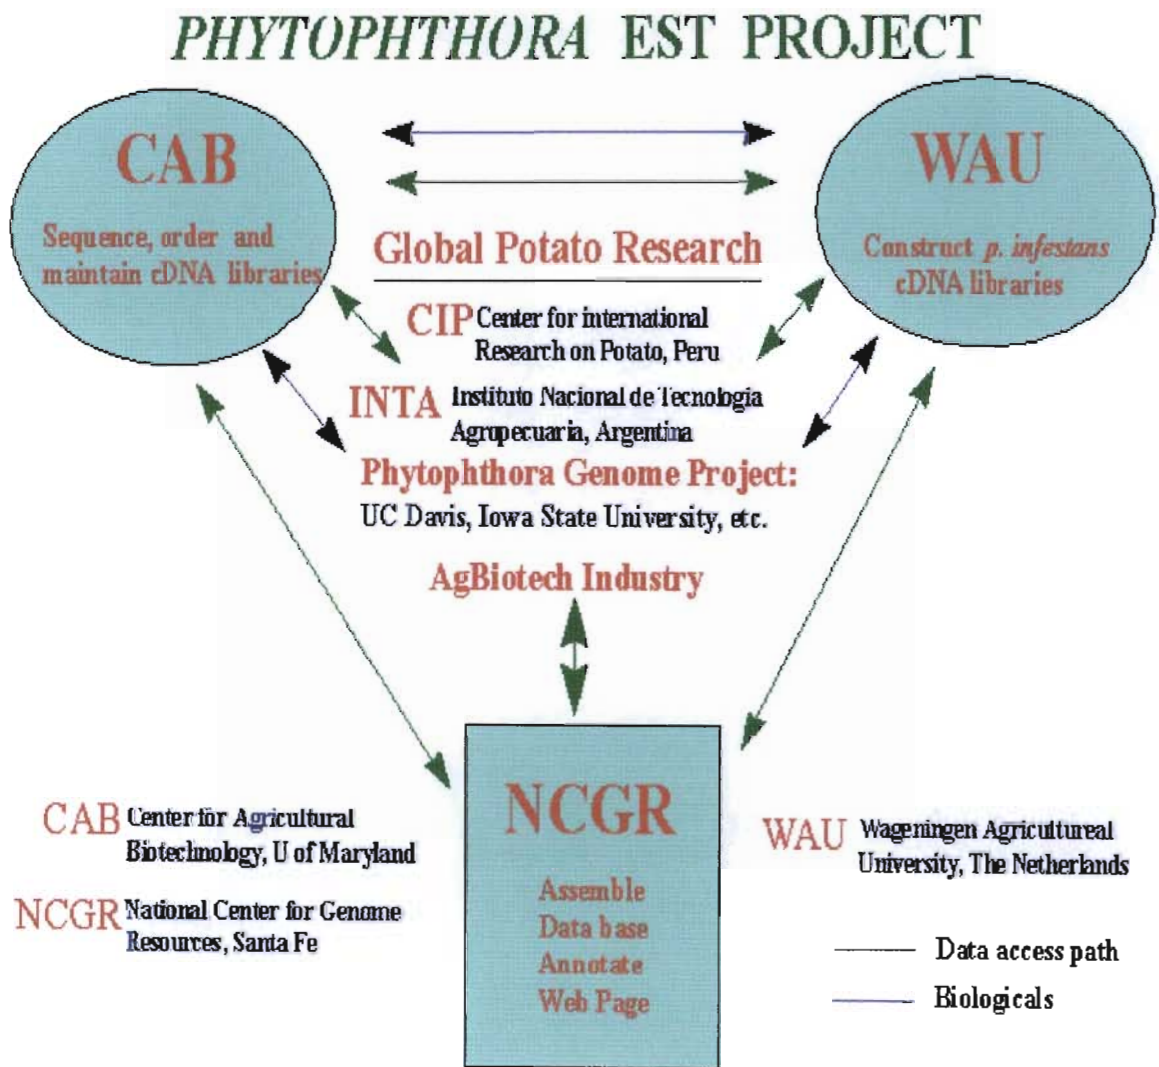 PHYTOPHTHORA EST PROJECT
CAB
Sequence, order and
maintain cDNA libraries
WAU
Construct p. infestans
cDNA libraries
Global Potato Research
CIP Center for international
Research on Potato, Peru
INTA Instituto Nacional de Tecnologia
Agropecuaria, Argentina
Phytophthora Genome Project:
UC Davis, Iowa State University, etc.
AgBiotech Industry
NCGR
Assemble
Data base
Annotate
Web Page
CAB Center for Agricultural
Biotechnology, U of Maryland
NCGR National Center for Genome
Resources, Santa Fe
WAU Wageningen Agricultureal
University, The Netherlands
Data access path
Biologicals